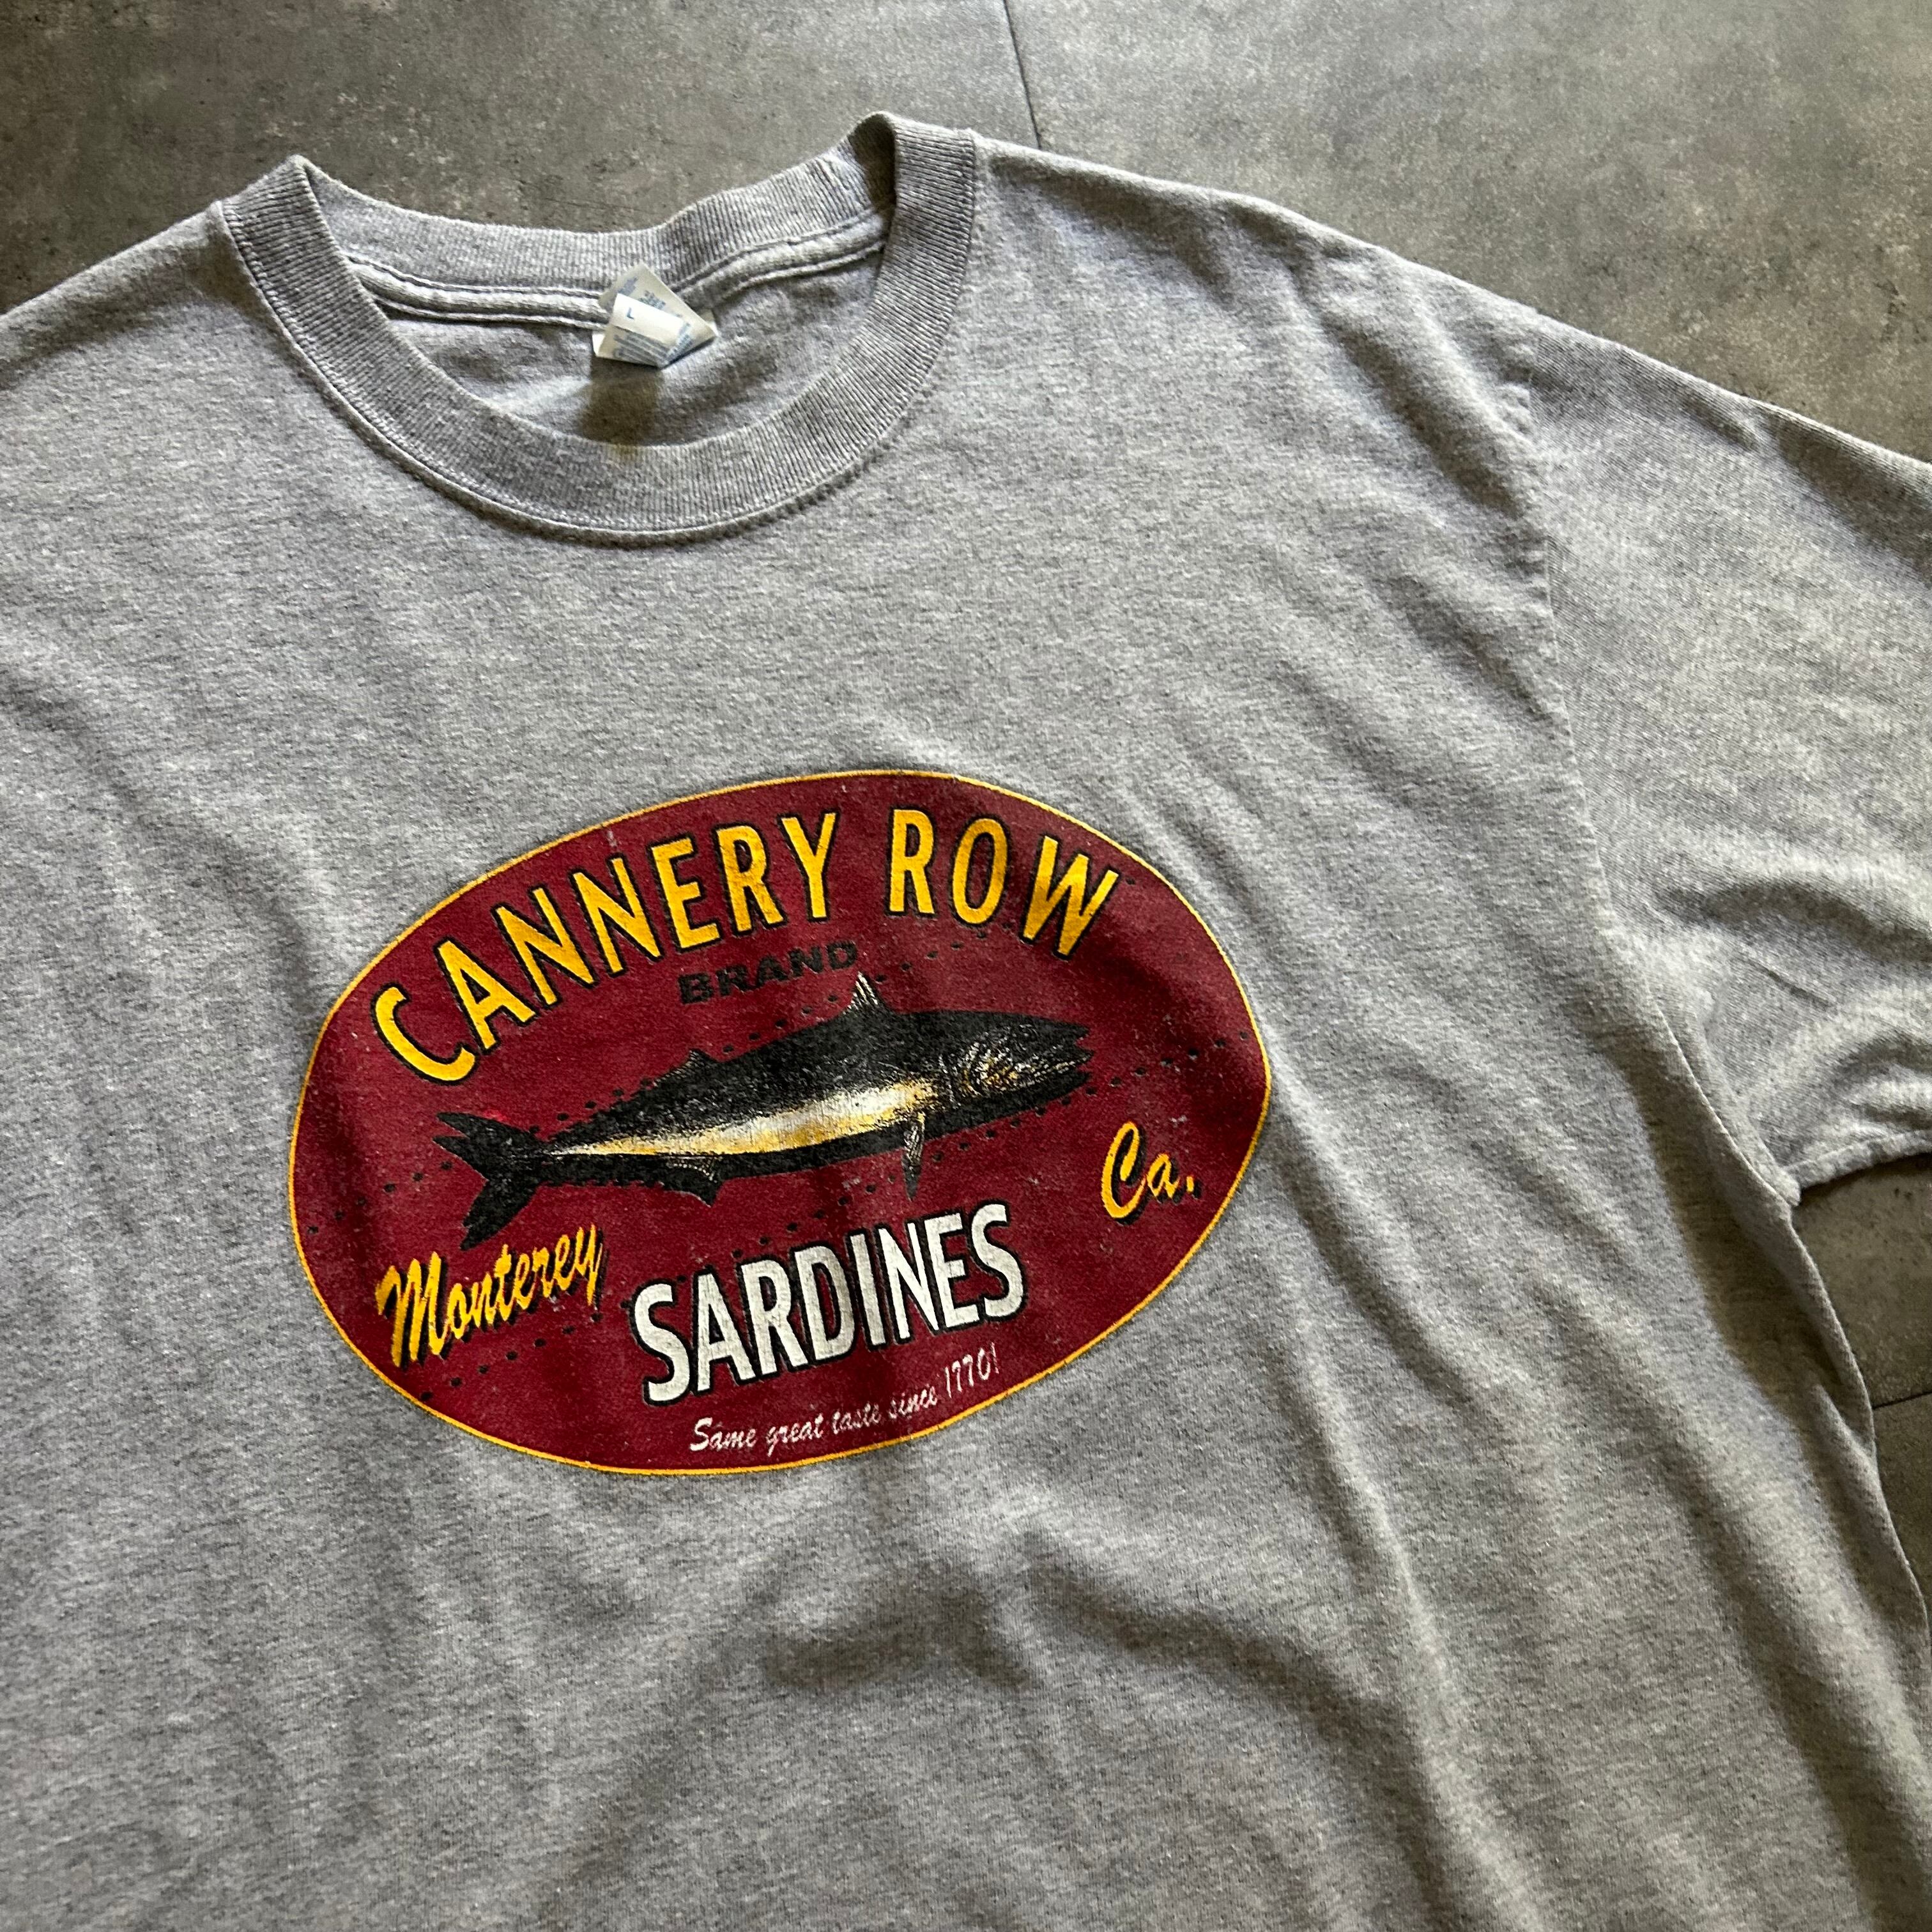 L
CANNERY ROW
BRAND
Monterey
Ca.
SARDINES
Same great taste since 1770!